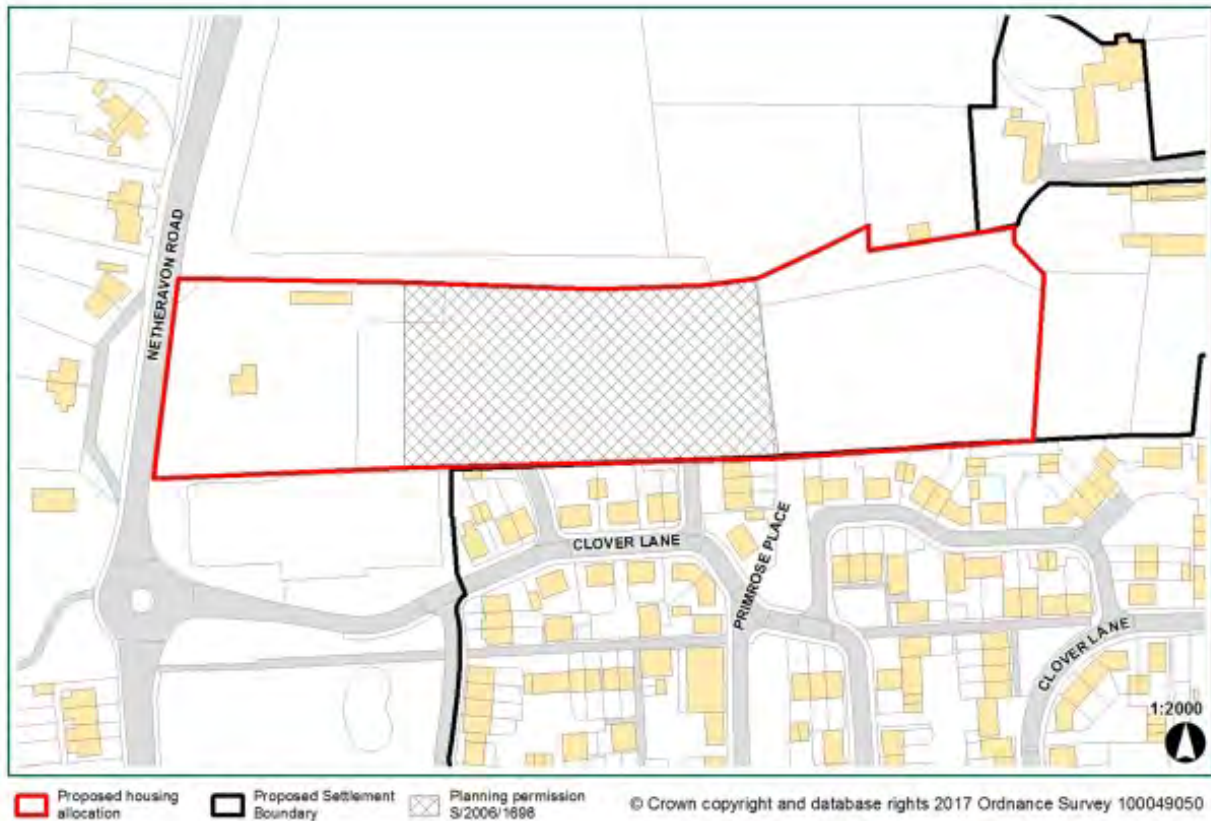 NETHERAVON ROAD
CLOVER LANE
PRIMROSE PLACE
CLOVER LANE
1:2000
Proposed housing
allocation
Proposed Settlement
Boundary
Planning permission
S/2006/1698
© Crown copyright and database rights 2017 Ordnance Survey 100049050